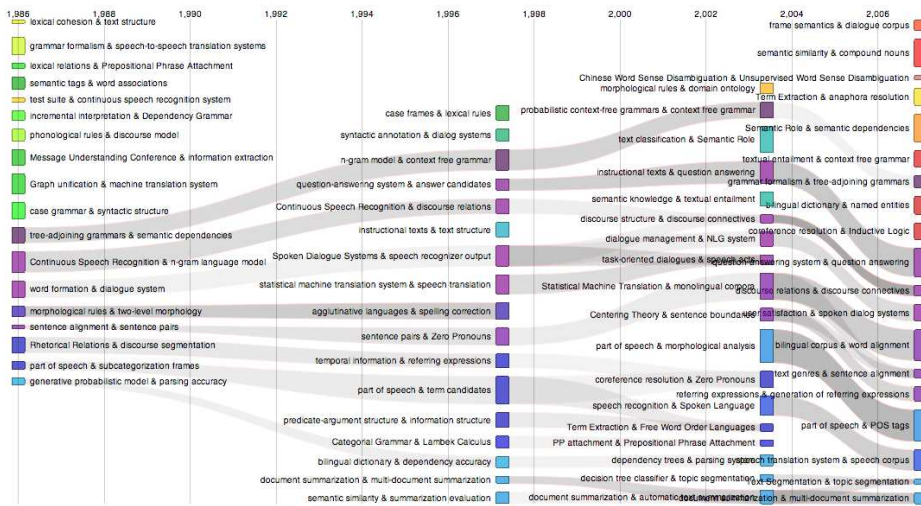 1,986 1,988 1,990 1,992 1,994 1,996 1,998 2,000 2,002 2,004 2,006
lexical cohesion & text structure
grammar formalism & speech-to-speech translation systems
lexical relations & Prepositional Phrase Attachment
semantic tags & word associations
test suite & continuous speech recognition system
incremental interpretation & Dependency Grammar
phonological rules & discourse model
Message Understanding Conference & information extraction
Graph unification & machine translation system
case grammar & syntactic structure
tree-adjoining grammars & semantic dependencies
Continuous Speech Recognition & n-gram language model
word formation & dialogue system
morphological rules & two-level morphology
sentence alignment & sentence pairs
Rhetorical Relations & discourse segmentation
part of speech & subcategorization frames
generative probabilistic model & parsing accuracy
case frames & lexical rules
syntactic annotation & dialog systems
n-gram model & context free grammar
question-answering system & answer candidates
Continuous Speech Recognition & discourse relations
instructional texts & text structure
Spoken Dialogue Systems & speech recognizer output
statistical machine translation system & speech translation
agglutinative languages & spelling correction
sentence pairs & Zero Pronouns
temporal information & referring expressions
part of speech & term candidates
predicate-argument structure & information structure
Categorial Grammar & Lambek Calculus
bilingual dictionary & dependency accuracy
document summarization & multi-document summarization
semantic similarity & summarization evaluation
morphological rules & domain ontology
probabilistic context-free grammars & context free grammar
text classification & Semantic Role
instructional texts & question answering
semantic knowledge & textual entailment
discourse structure & discourse connectives
dialogue management & NLG system
task-oriented dialogues & speech acts
Statistical Machine Translation & monolingual corpora
Centering Theory & sentence boundaries
part of speech & morphological analysis
coreference resolution & Zero Pronouns
speech recognition & Spoken Language
Term Extraction & Free Word Order Languages
PP attachment & Prepositional Phrase Attachment
dependency trees & parsing system
decision tree classifier & topic segmentation
document summarization & automatic text summarization
frame semantics & dialogue corpus
semantic similarity & compound nouns
Chinese Word Sense Disambiguation & Unsupervised Word Sense Disambiguation
Term Extraction & anaphora resolution
Semantic Role & semantic dependencies
textual entailment & context free grammar
grammar formalism & tree-adjoining grammars
bilingual dictionary & named entities
coreference resolution & Inductive Logic
question-answering system & question answering
discourse relations & discourse connectives
user satisfaction & spoken dialog systems
bilingual corpus & word alignment
text genres & sentence alignment
referring expressions & generation of referring expressions
part of speech & POS tags
speech translation system & speech corpus
Text Segmentation & topic segmentation
document summarization & multi-document summarization